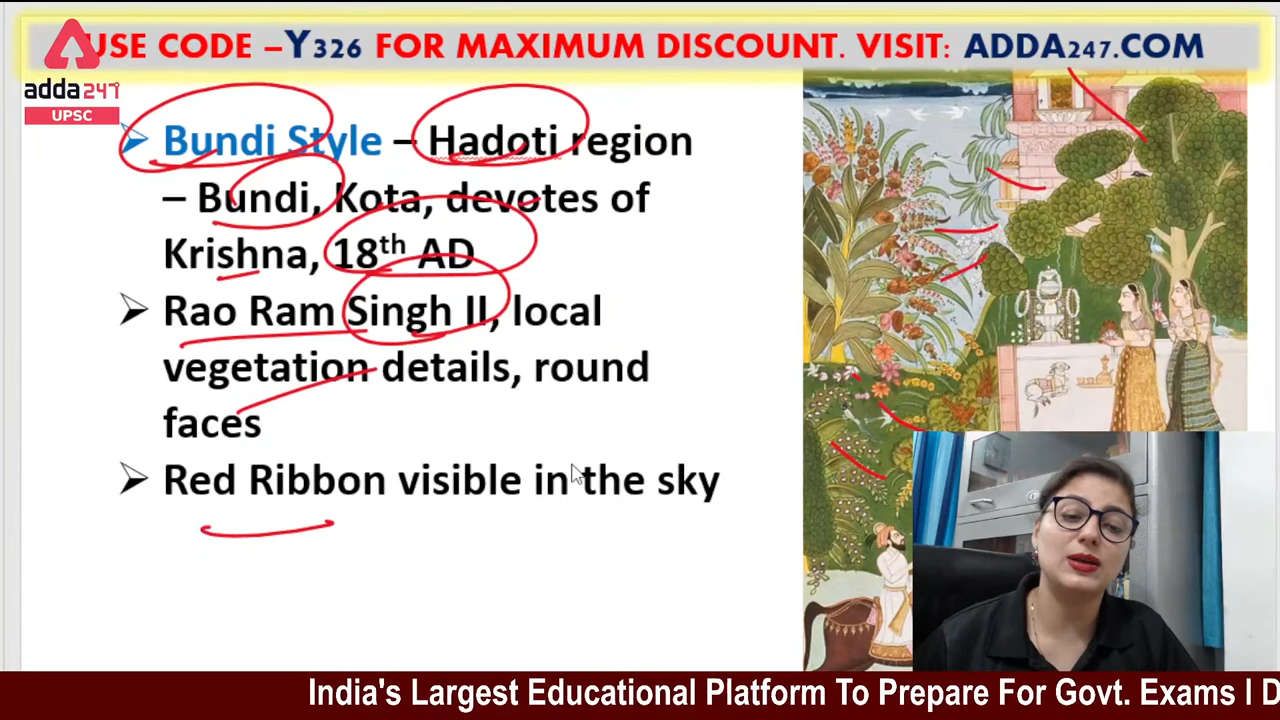 USE CODE –Y326 FOR MAXIMUM DISCOUNT. VISIT: ADDA247.COM
adda247
UPSC
➢ Bundi Style – Hadoti region
– Bundi, Kota, devotes of
Krishna, 18th AD
➢ Rao Ram Singh II, local
vegetation details, round
faces
➢ Red Ribbon visible in the sky
India's Largest Educational Platform To Prepare For Govt. Exams I D